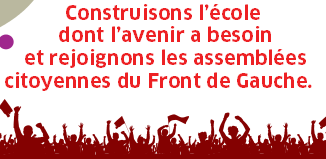 Construisons l'école
dont l'avenir a besoin
et rejoignons les assemblées
citoyennes du Front de Gauche.